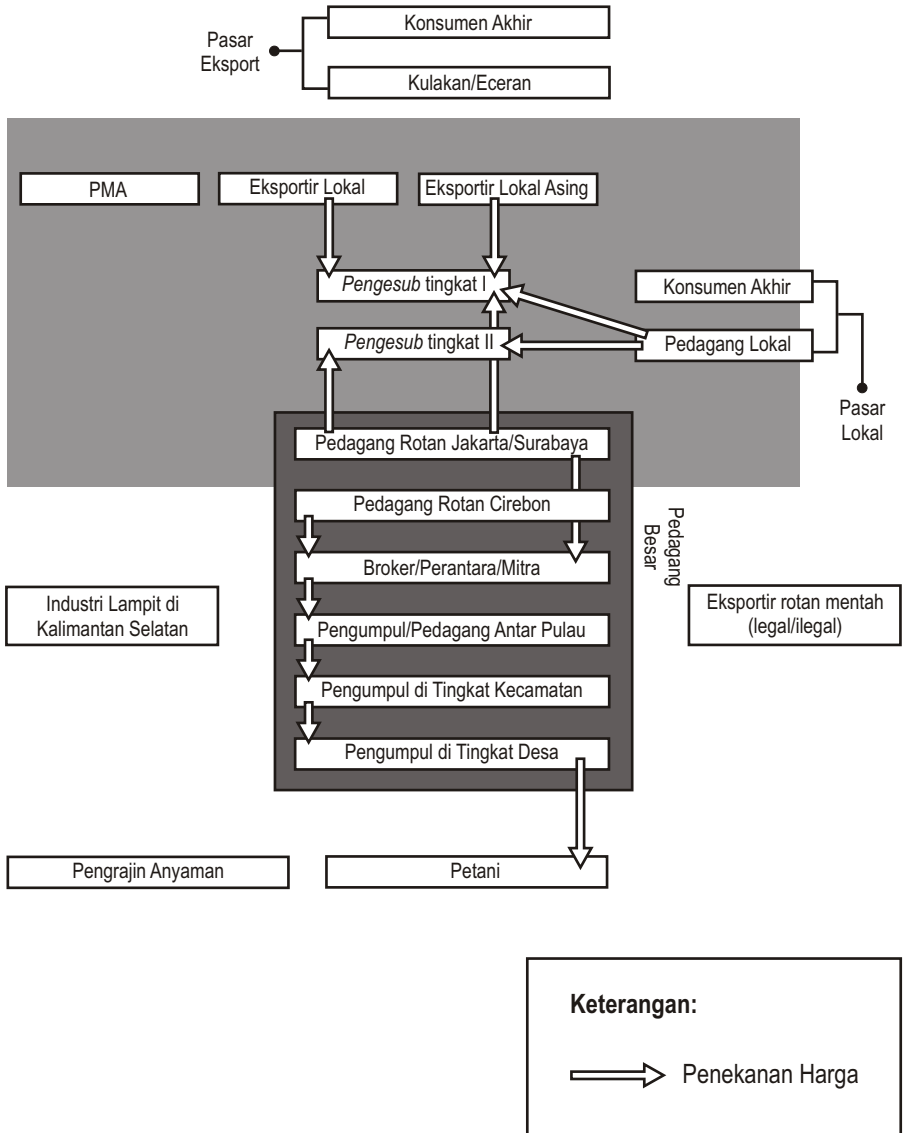 Konsumen Akhir
Pasar
Eksport
Kulakan/Eceran
PMA
Eksportir Lokal
Eksportir Lokal Asing
Pengesub tingkat I
Konsumen Akhir
Pengesub tingkat II
Pedagang Lokal
Pasar
Lokal
Pedagang Rotan Jakarta/Surabaya
Pedagang Rotan Cirebon
Pedagang
Besar
Broker/Perantara/Mitra
Industri Lampit di
Kalimantan Selatan
Eksportir rotan mentah
(legal/ilegal)
Pengumpul/Pedagang Antar Pulau
Pengumpul di Tingkat Kecamatan
Pengumpul di Tingkat Desa
Pengrajin Anyaman
Petani
Keterangan:
Penekanan Harga